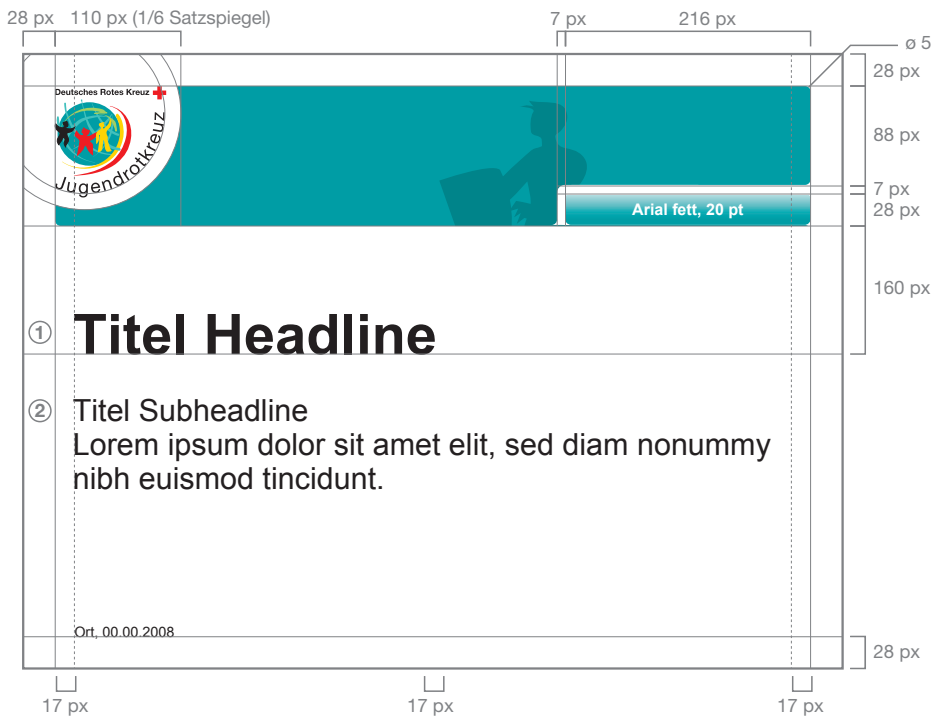 28 px 110 px (1/6 Satzspiegel) 7 px 216 px
ø 5
28 px
Deutsches Rotes Kreuz
Jugendrotkreuz
88 px
7 px
Arial fett, 20 pt 28 px
160 px
1 Titel Headline
2 Titel Subheadline
Lorem ipsum dolor sit amet elit, sed diam nonummy
nibh euismod tincidunt.
Ort, 00.00.2008
28 px
17 px 17 px 17 px